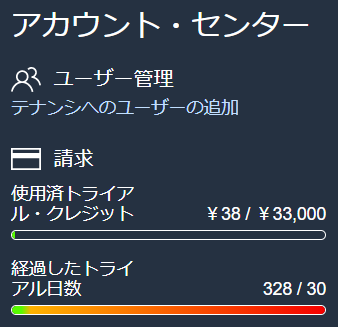 アカウント・センター
ユーザー管理
テナンシへのユーザーの追加
請求
使用済トライア
ル・クレジット ￥38 / ￥33,000
経過したトライ
アル日数 328 / 30